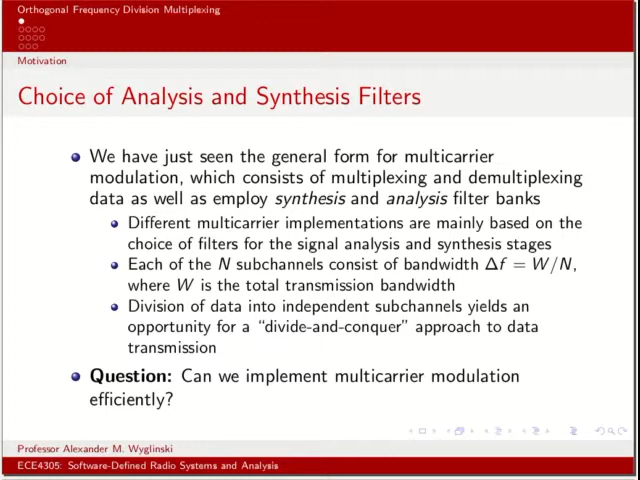 Orthogonal Frequency Division Multiplexing
Motivation
Choice of Analysis and Synthesis Filters
We have just seen the general form for multicarrier
modulation, which consists of multiplexing and demultiplexing
data as well as employ synthesis and analysis filter banks
Different multicarrier implementations are mainly based on the
choice of filters for the signal analysis and synthesis stages
Each of the N subchannels consist of bandwidth Δf = W/N,
where W is the total transmission bandwidth
Division of data into independent subchannels yields an
opportunity for a “divide-and-conquer” approach to data
transmission
Question: Can we implement multicarrier modulation
efficiently?
Professor Alexander M. Wyglinski
ECE4305: Software-Defined Radio Systems and Analysis